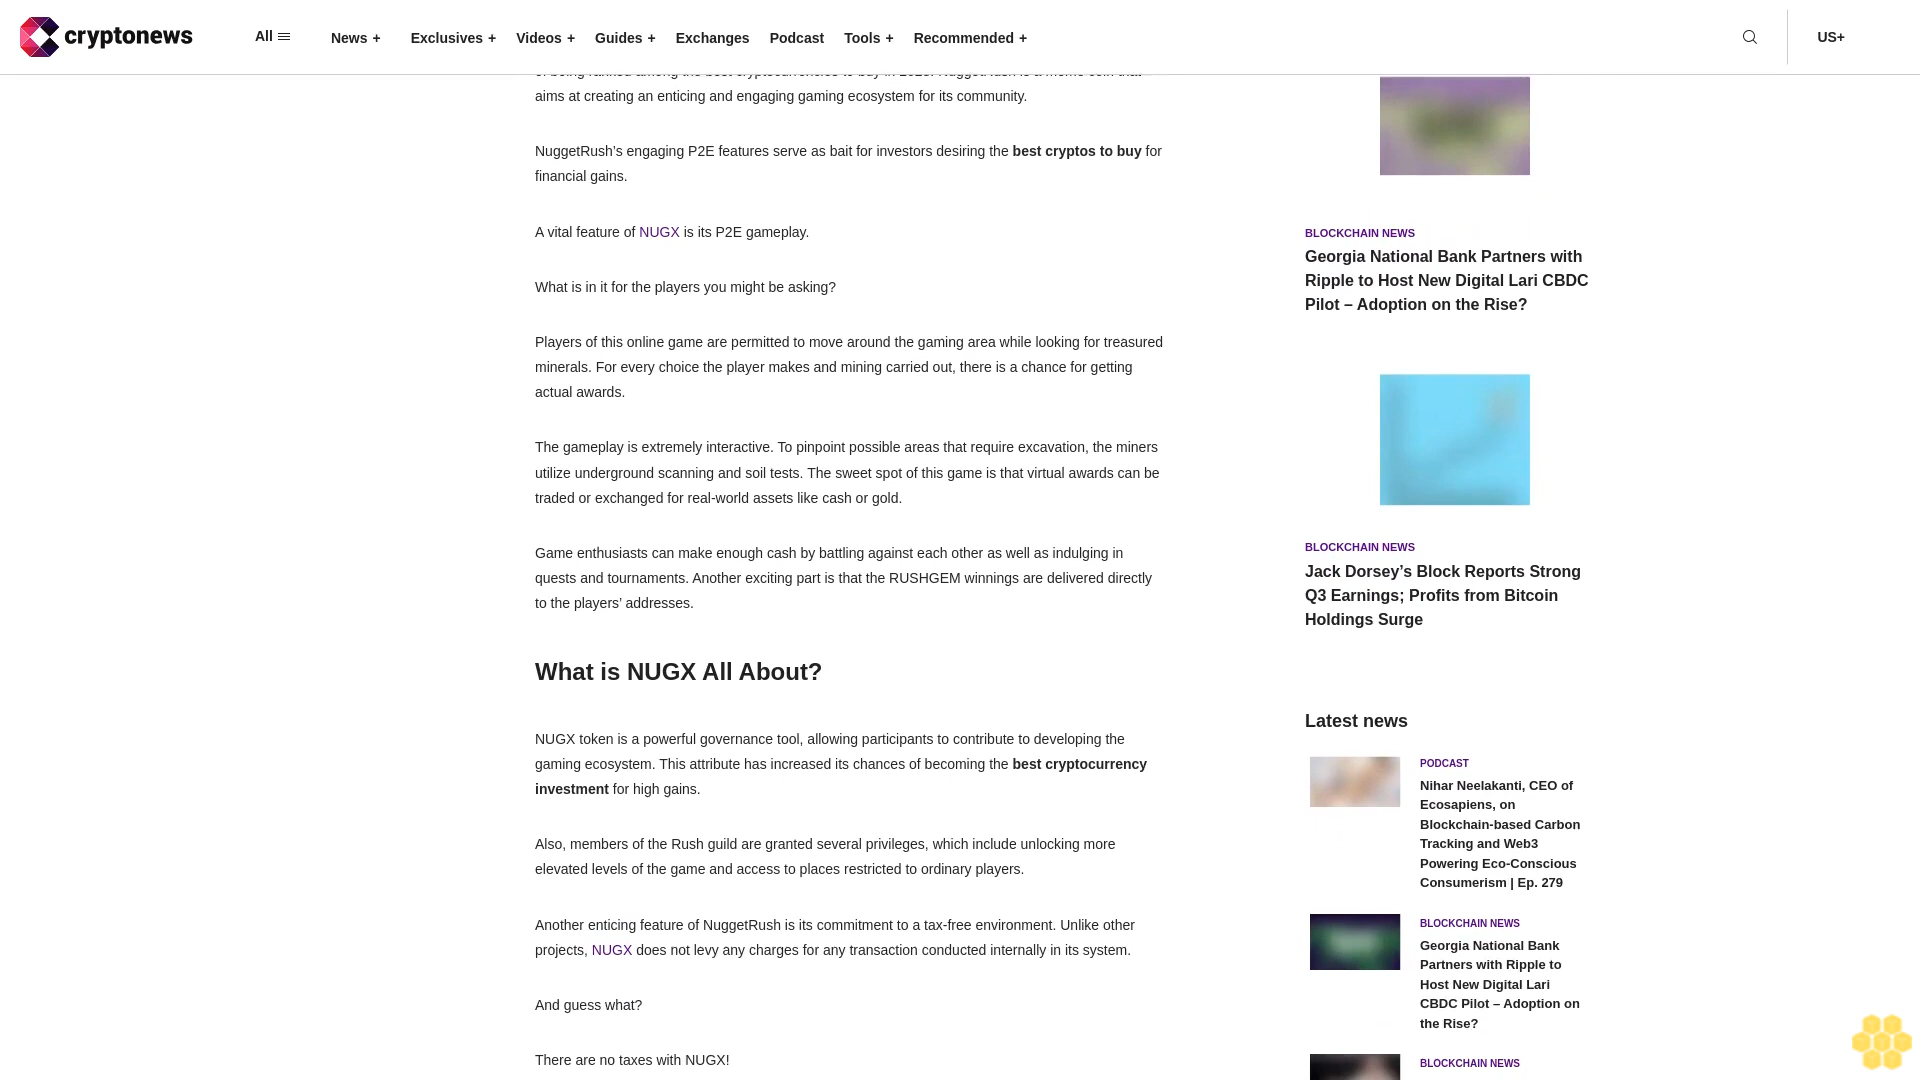 cryptonews
All
News +
Exclusives +
Videos +
Guides +
Exchanges
Podcast
Tools +
Recommended +
US+
aims at creating an enticing and engaging gaming ecosystem for its community.
NuggetRush’s engaging P2E features serve as bait for investors desiring the best cryptos to buy for
financial gains.
A vital feature of NUGX is its P2E gameplay.
What is in it for the players you might be asking?
Players of this online game are permitted to move around the gaming area while looking for treasured
minerals. For every choice the player makes and mining carried out, there is a chance for getting
actual awards.
The gameplay is extremely interactive. To pinpoint possible areas that require excavation, the miners
utilize underground scanning and soil tests. The sweet spot of this game is that virtual awards can be
traded or exchanged for real-world assets like cash or gold.
Game enthusiasts can make enough cash by battling against each other as well as indulging in
quests and tournaments. Another exciting part is that the RUSHGEM winnings are delivered directly
to the players’ addresses.
What is NUGX All About?
NUGX token is a powerful governance tool, allowing participants to contribute to developing the
gaming ecosystem. This attribute has increased its chances of becoming the best cryptocurrency
investment for high gains.
Also, members of the Rush guild are granted several privileges, which include unlocking more
elevated levels of the game and access to places restricted to ordinary players.
Another enticing feature of NuggetRush is its commitment to a tax-free environment. Unlike other
projects, NUGX does not levy any charges for any transaction conducted internally in its system.
And guess what?
There are no taxes with NUGX!
BLOCKCHAIN NEWS
Georgia National Bank Partners with
Ripple to Host New Digital Lari CBDC
Pilot – Adoption on the Rise?
BLOCKCHAIN NEWS
Jack Dorsey’s Block Reports Strong
Q3 Earnings; Profits from Bitcoin
Holdings Surge
Latest news
PODCAST
Nihar Neelakanti, CEO of
Ecosapiens, on
Blockchain-based Carbon
Tracking and Web3
Powering Eco-Conscious
Consumerism | Ep. 279
BLOCKCHAIN NEWS
Georgia National Bank
Partners with Ripple to
Host New Digital Lari
CBDC Pilot – Adoption on
the Rise?
BLOCKCHAIN NEWS